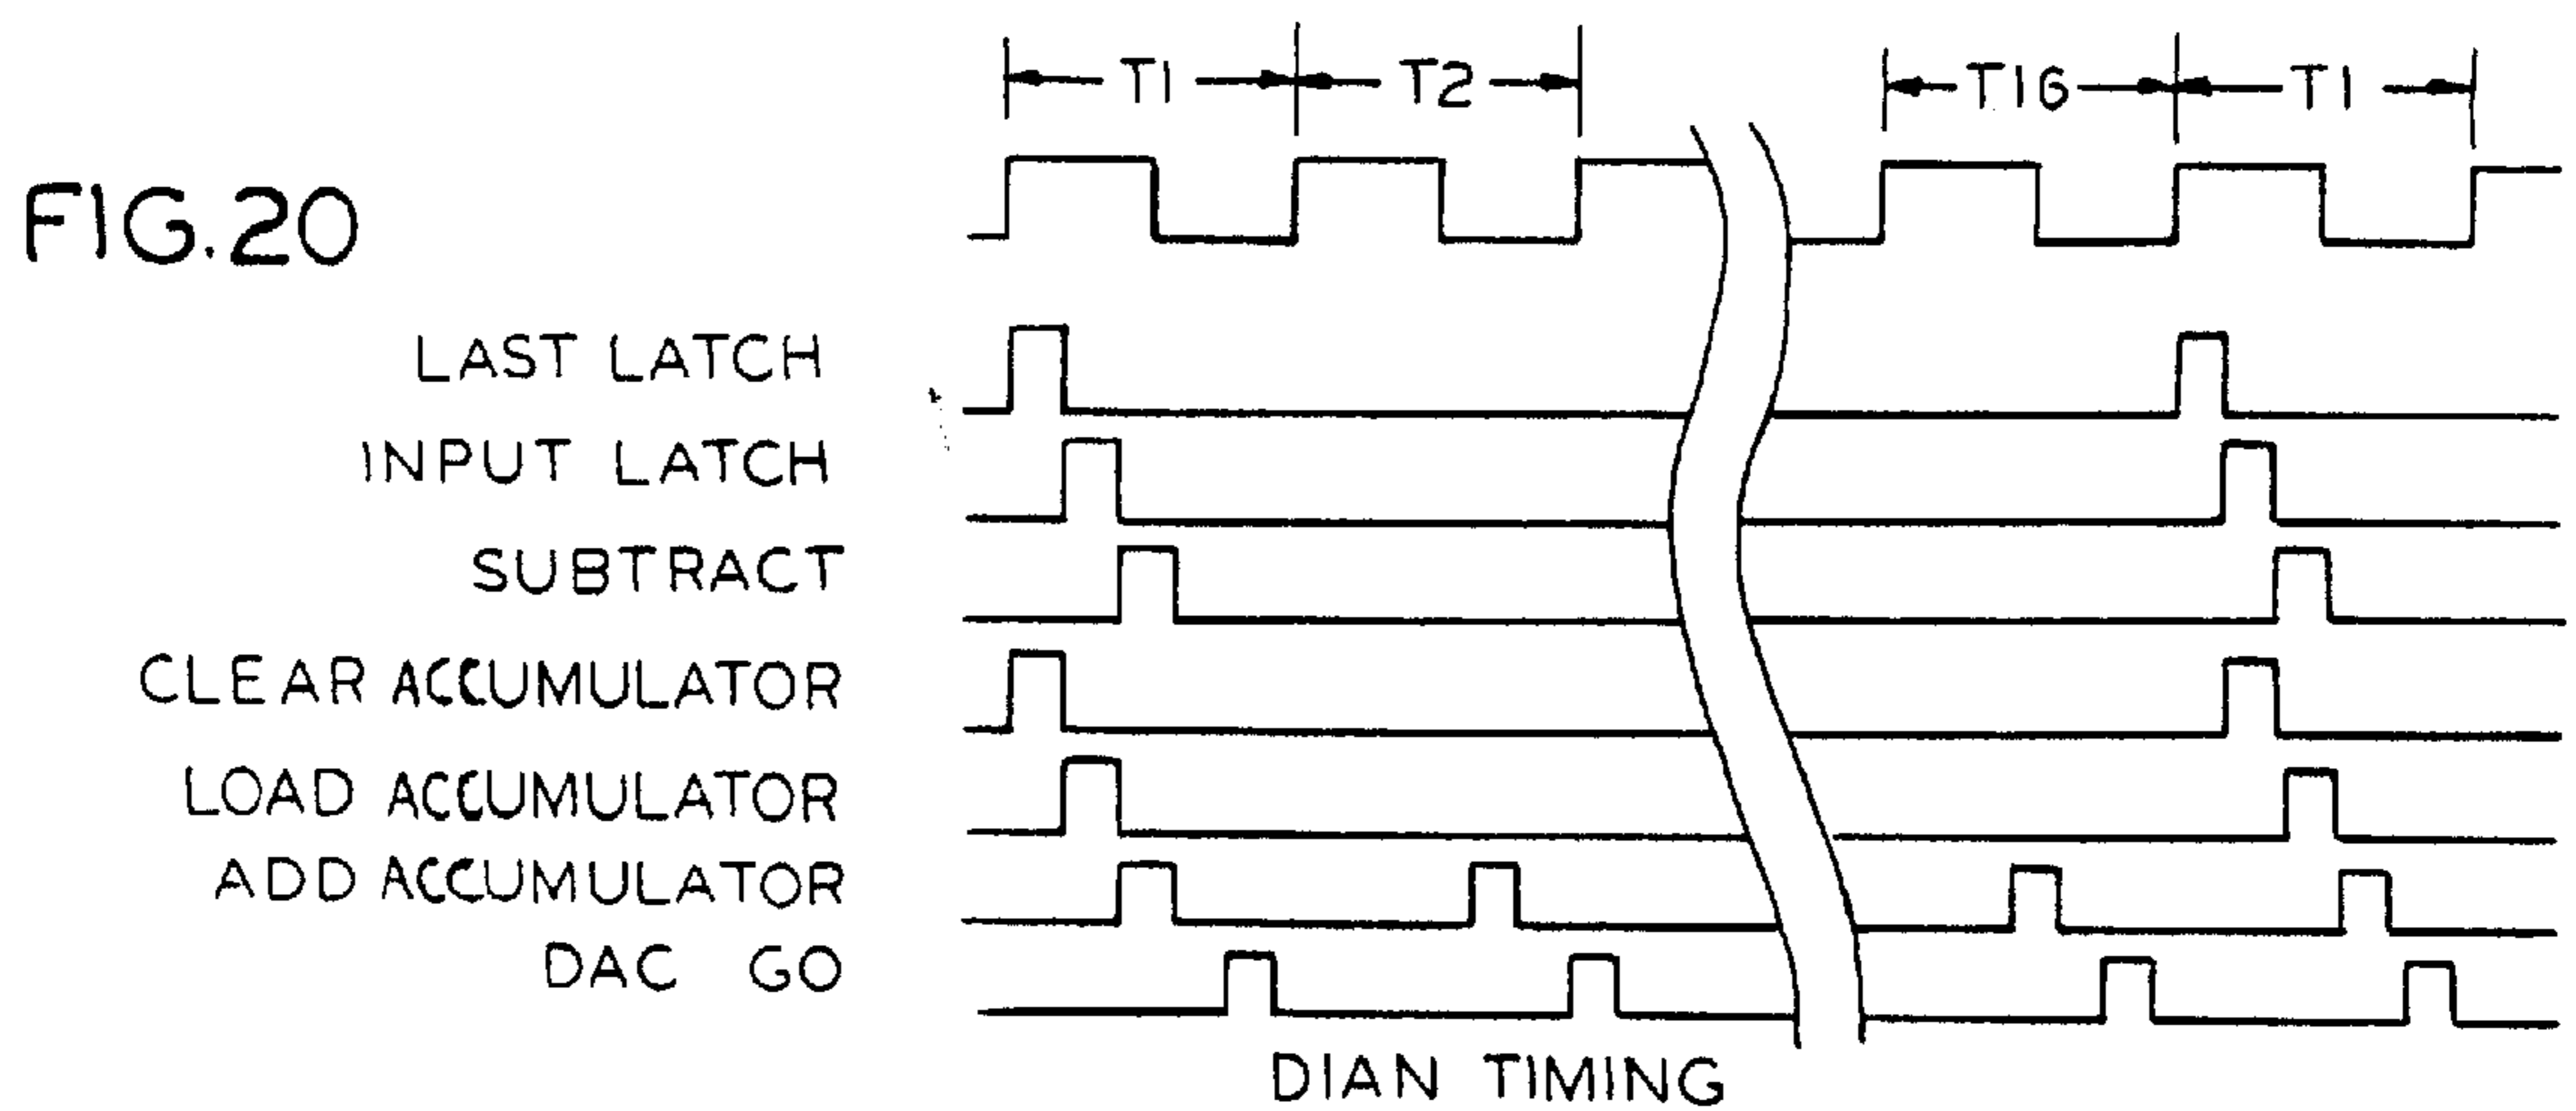 T1 T2 T16 T1
FIG.20
LAST LATCH
INPUT LATCH
SUBTRACT
CLEAR ACCUMULATOR
LOAD ACCUMULATOR
ADD ACCUMULATOR
DAC GO
DIAN TIMING